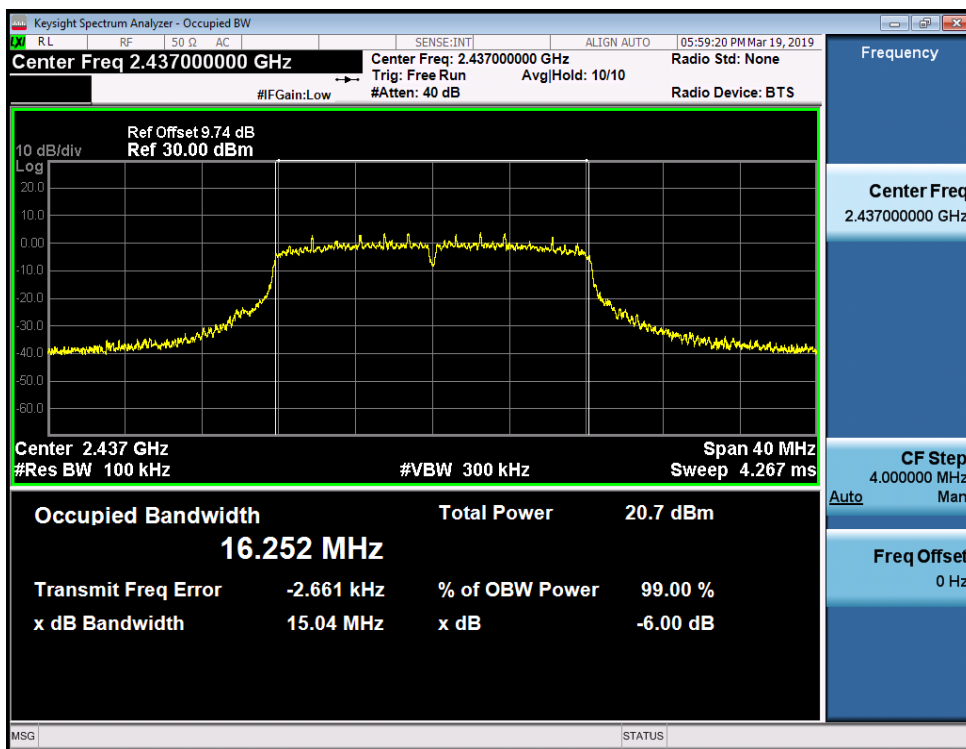 Keysight Spectrum Analyzer - Occupied BW
LXI RL RF 50 Ω AC SENSE:INT ALIGN AUTO 05:59:20 PM Mar 19, 2019
Center Freq 2.437000000 GHz
Center Freq: 2.437000000 GHz
Radio Std: None
Trig: Free Run
Avg|Hold: 10/10
#IFGain:Low
#Atten: 40 dB
Radio Device: BTS
Ref Offset 9.74 dB
10 dB/div
Ref 30.00 dBm
Log
20.0
10.0
0.00
-10.0
-20.0
-30.0
-40.0
-50.0
-60.0
Center 2.437 GHz
Span 40 MHz
#Res BW 100 kHz
#VBW 300 kHz
Sweep 4.267 ms
Occupied Bandwidth
Total Power 20.7 dBm
16.252 MHz
Transmit Freq Error -2.661 kHz
% of OBW Power 99.00 %
x dB Bandwidth 15.04 MHz
x dB -6.00 dB
Frequency
Center Freq
2.437000000 GHz
CF Step
4.000000 MHz
Auto Man
Freq Offset
0 Hz
MSG STATUS